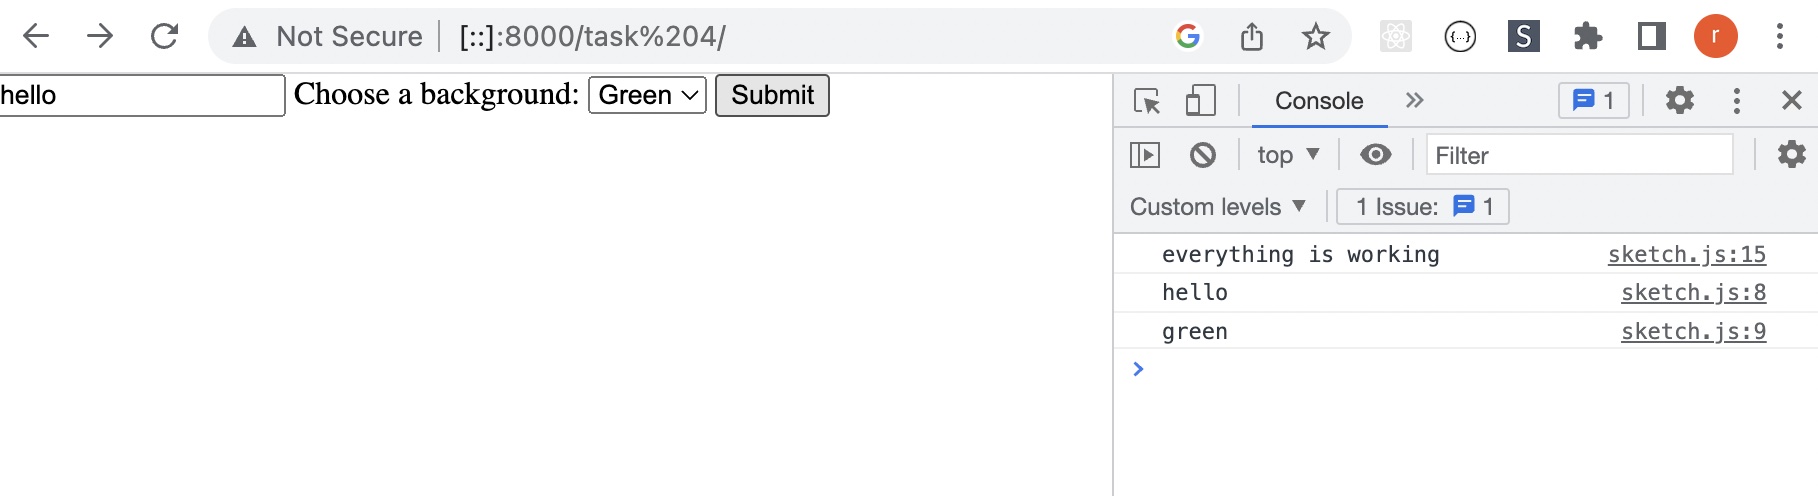 Not Secure [::]:8000/task%204/ {...} S r
hello Choose a background: Green Submit
Console 1
top Filter
Custom levels 1 Issue: 1
everything is working sketch.js:15
hello sketch.js:8
green sketch.js:9